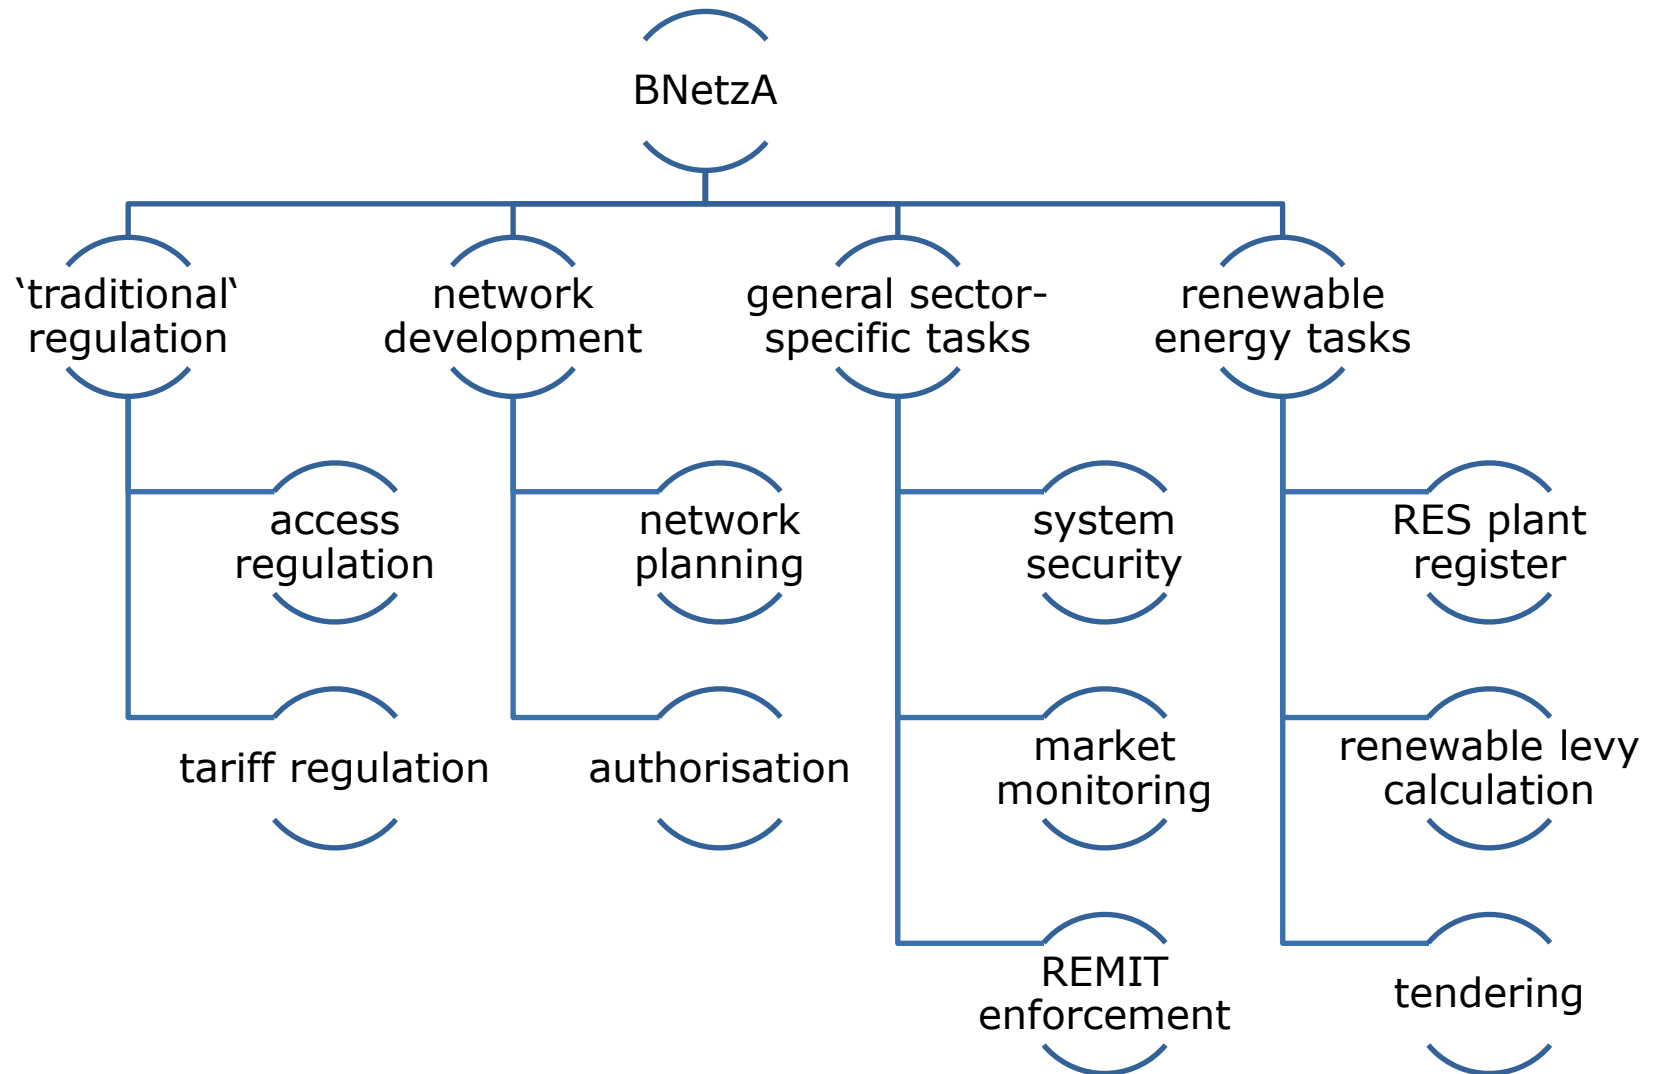 BNetzA
‘traditional‘
regulation
network
development
general sector-
specific tasks
renewable
energy tasks
access
regulation
network
planning
system
security
RES plant
register
tariff regulation
authorisation
market
monitoring
renewable levy
calculation
REMIT
enforcement
tendering